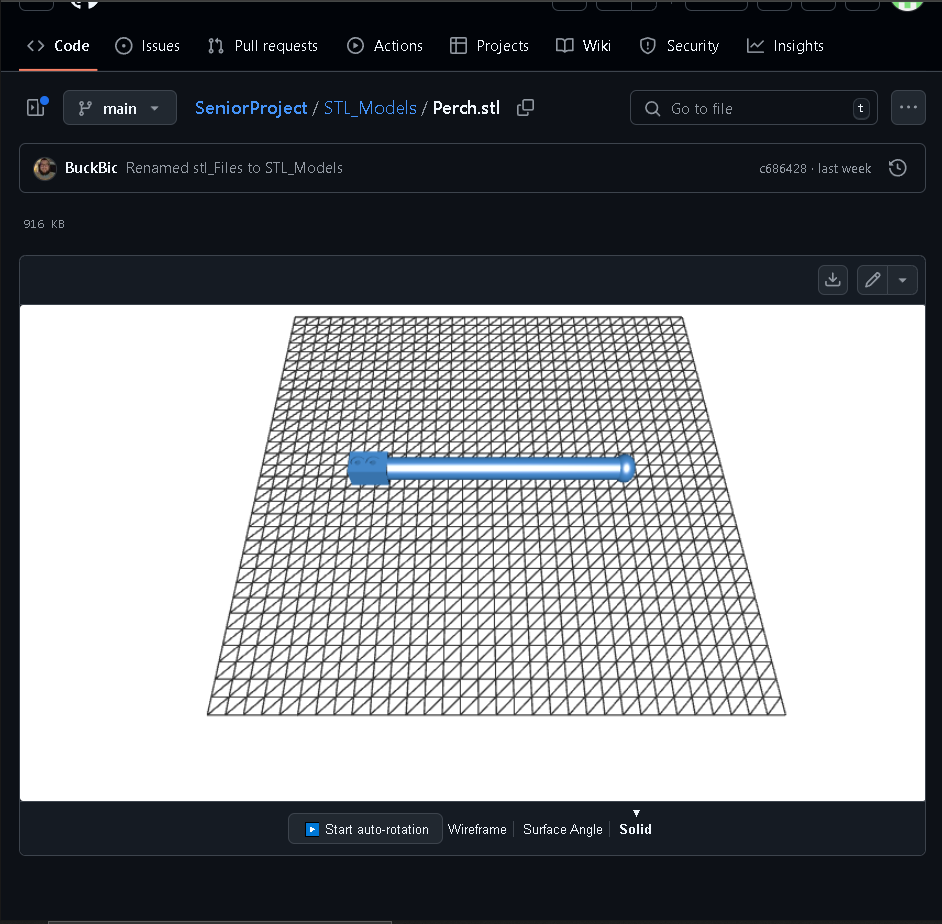 Code Issues Pull requests Actions Projects Wiki Security Insights
main SeniorProject / STL_Models / Perch.stl Go to file t
BuckBic Renamed stl_Files to STL_Models c686428 · last week
916 KB
Start auto-rotation Wireframe Surface Angle Solid